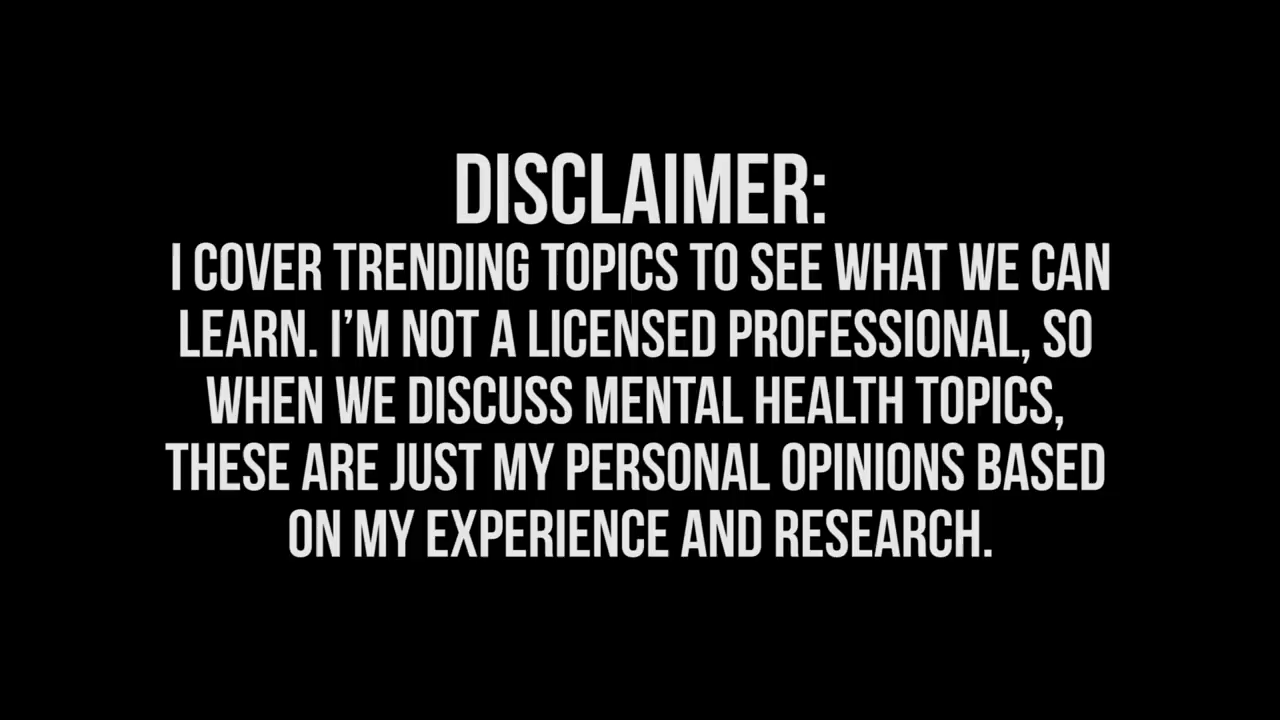 DISCLAIMER:
I COVER TRENDING TOPICS TO SEE WHAT WE CAN
LEARN. I'M NOT A LICENSED PROFESSIONAL, SO
WHEN WE DISCUSS MENTAL HEALTH TOPICS,
THESE ARE JUST MY PERSONAL OPINIONS BASED
ON MY EXPERIENCE AND RESEARCH.